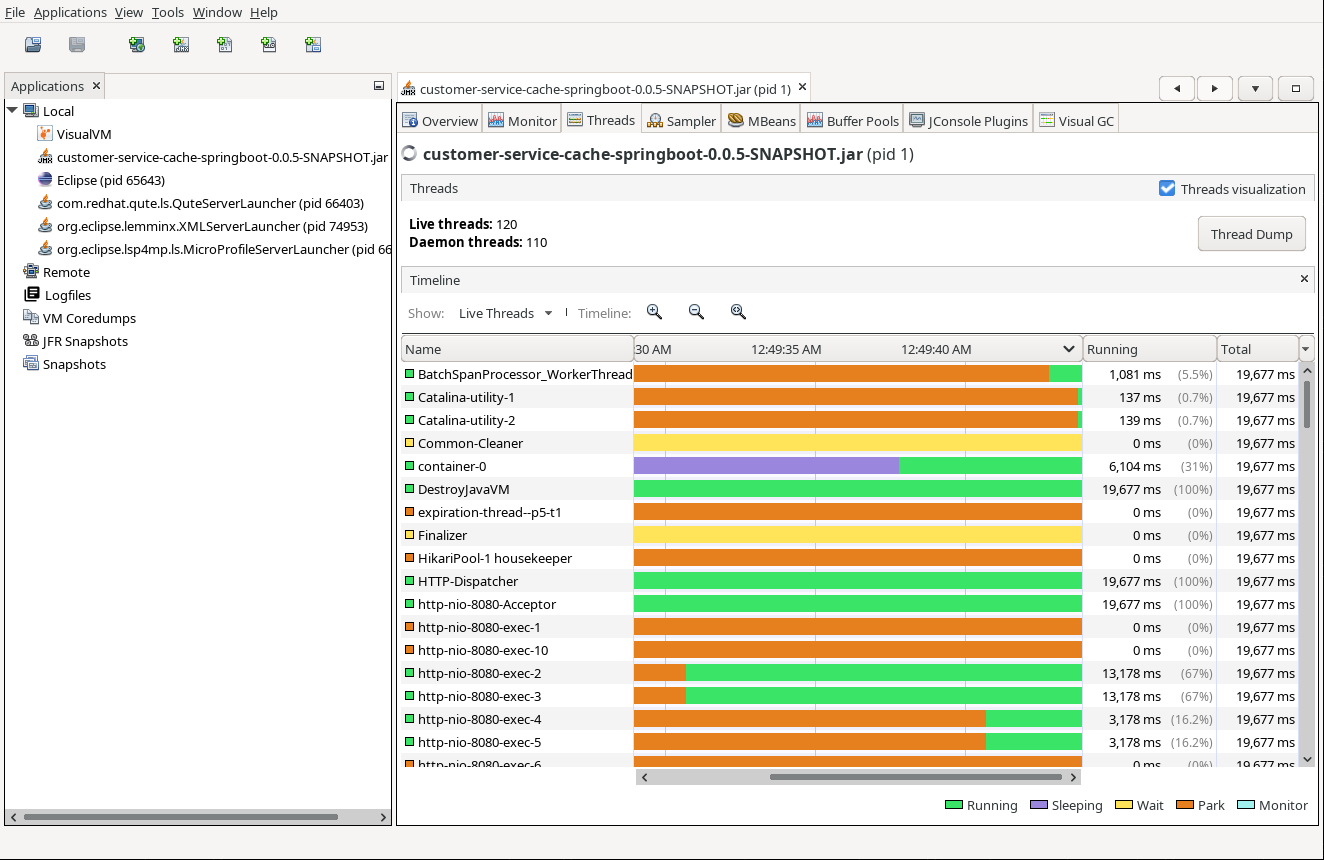 File Applications View Tools Window Help
Applications
Local
VisualVM
customer-service-cache-springboot-0.0.5-SNAPSHOT.jar
Eclipse (pid 65643)
com.redhat.qute.ls.QuteServerLauncher (pid 66403)
org.eclipse.lemminx.XMLServerLauncher (pid 74953)
org.eclipse.lsp4mp.ls.MicroProfileServerLauncher (pid 66
Remote
Logfiles
VM Coredumps
JFR Snapshots
Snapshots
customer-service-cache-springboot-0.0.5-SNAPSHOT.jar (pid 1)
Overview Monitor Threads Sampler MBeans Buffer Pools JConsole Plugins Visual GC
customer-service-cache-springboot-0.0.5-SNAPSHOT.jar (pid 1)
Threads Threads visualization
Live threads: 120
Daemon threads: 110
Thread Dump
Timeline
Show: Live Threads Timeline:
Name 30 AM 12:49:35 AM 12:49:40 AM Running Total
BatchSpanProcessor_WorkerThread 1,081 ms (5.5%) 19,677 ms
Catalina-utility-1 137 ms (0.7%) 19,677 ms
Catalina-utility-2 139 ms (0.7%) 19,677 ms
Common-Cleaner 0 ms (0%) 19,677 ms
container-0 6,104 ms (31%) 19,677 ms
DestroyJavaVM 19,677 ms (100%) 19,677 ms
expiration-thread--p5-t1 0 ms (0%) 19,677 ms
Finalizer 0 ms (0%) 19,677 ms
HikariPool-1 housekeeper 0 ms (0%) 19,677 ms
HTTP-Dispatcher 19,677 ms (100%) 19,677 ms
http-nio-8080-Acceptor 19,677 ms (100%) 19,677 ms
http-nio-8080-exec-1 0 ms (0%) 19,677 ms
http-nio-8080-exec-10 0 ms (0%) 19,677 ms
http-nio-8080-exec-2 13,178 ms (67%) 19,677 ms
http-nio-8080-exec-3 13,178 ms (67%) 19,677 ms
http-nio-8080-exec-4 3,178 ms (16.2%) 19,677 ms
http-nio-8080-exec-5 3,178 ms (16.2%) 19,677 ms
http-nio-8080-exec-6 0 ms (0%) 19,677 ms
Running Sleeping Wait Park Monitor